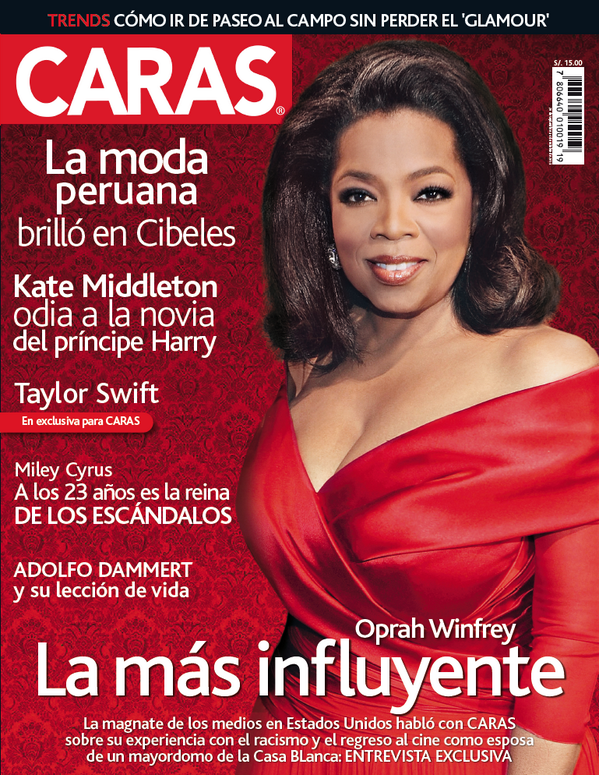 TRENDS CÓMO IR DE PASEO AL CAMPO SIN PERDER EL 'GLAMOUR'
CARAS®
S/. 15.00
7 806640 010019 19
La moda
peruana
brilló en Cibeles
Kate Middleton
odia a la novia
del príncipe Harry
Taylor Swift
En exclusiva para CARAS
Miley Cyrus
A los 23 años es la reina
DE LOS ESCÁNDALOS
ADOLFO DAMMERT
y su lección de vida
Oprah Winfrey
La más influyente
La magnate de los medios en Estados Unidos habló con CARAS
sobre su experiencia con el racismo y el regreso al cine como esposa
de un mayordomo de la Casa BLanca: ENTREVISTA EXCLUSIVA